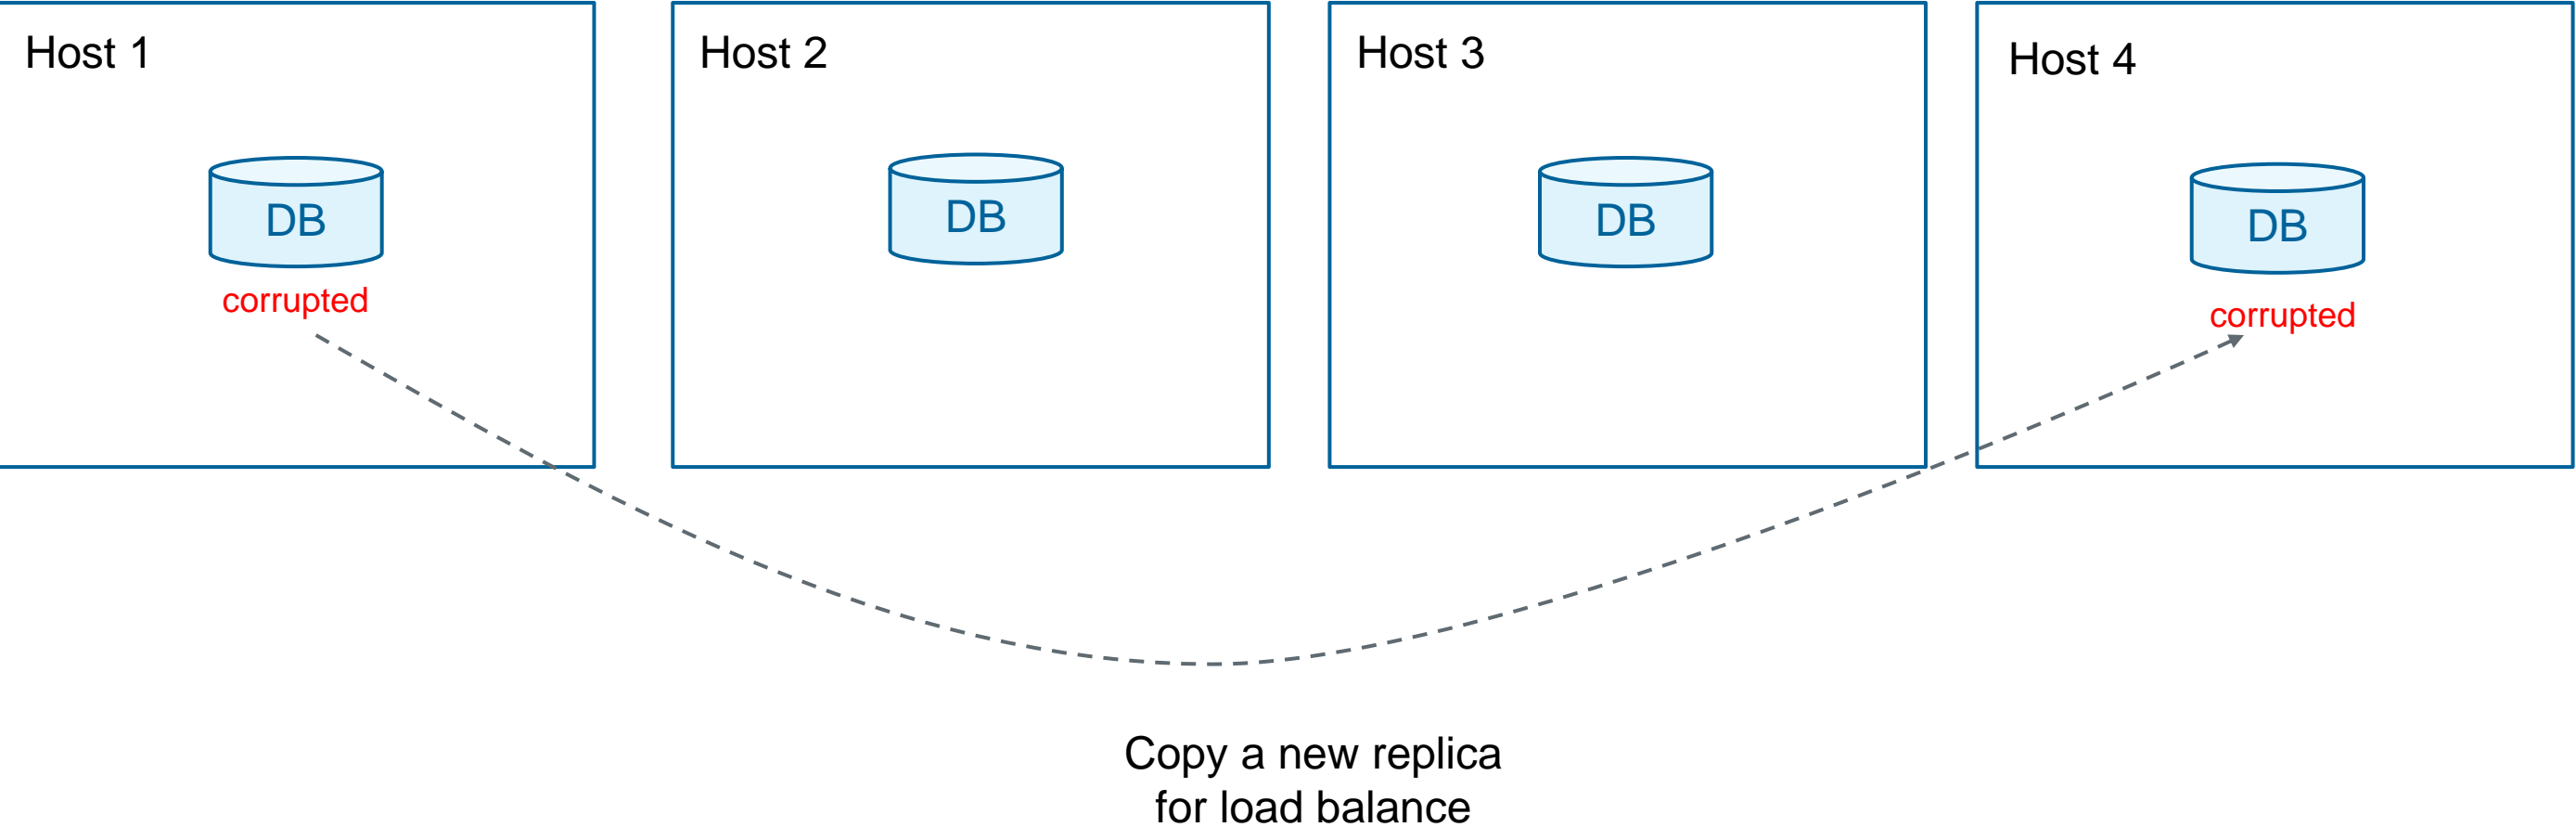 Host 1
Host 2
Host 3
Host 4
DB
DB
DB
DB
corrupted
corrupted
Copy a new replica
for load balance